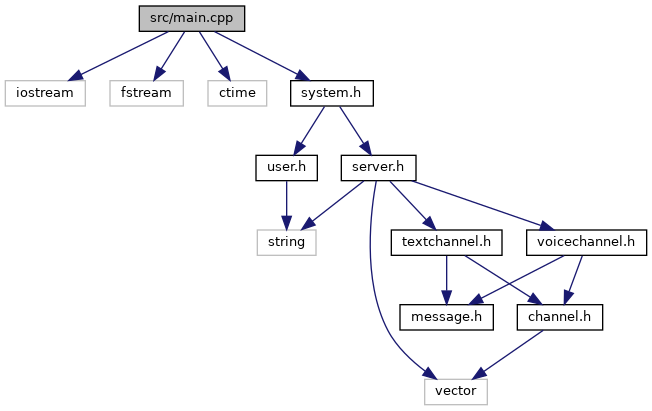 src/main.cpp
iostream
fstream
ctime
system.h
user.h
server.h
string
textchannel.h
voicechannel.h
message.h
channel.h
vector